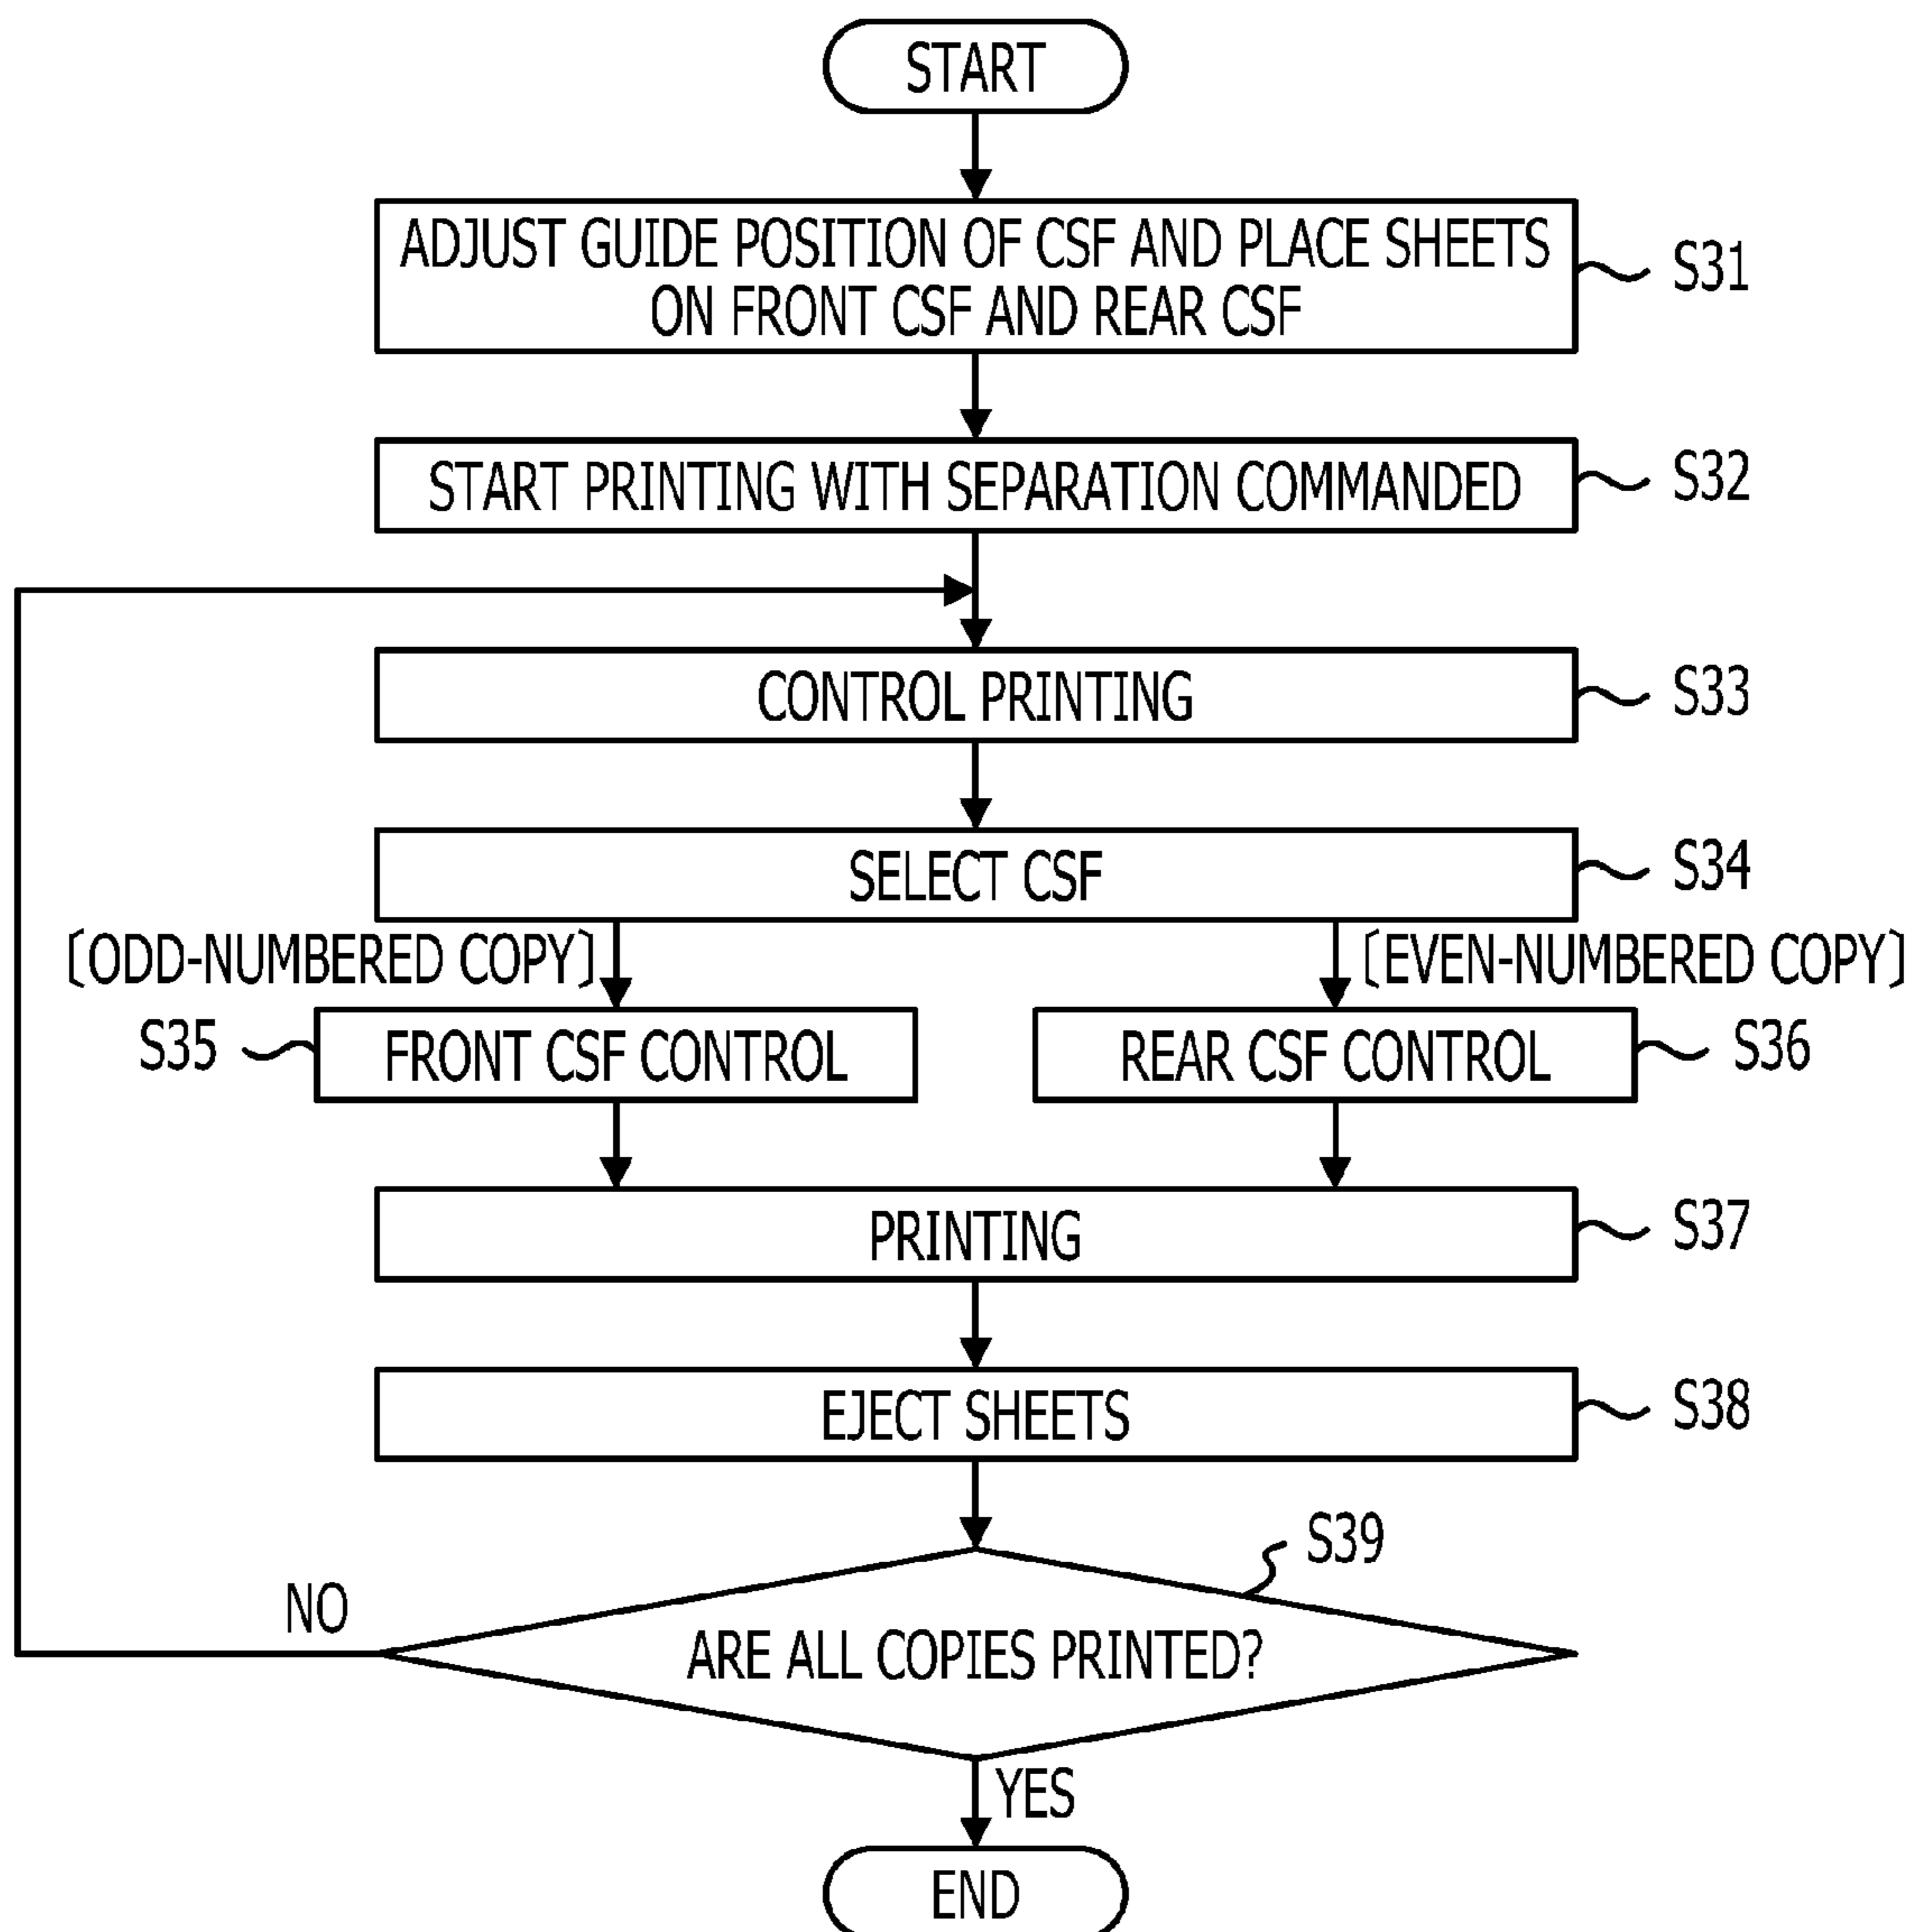 START
ADJUST GUIDE POSITION OF CSF AND PLACE SHEETS
ON FRONT CSF AND REAR CSF
S31
START PRINTING WITH SEPARATION COMMANDED
S32
CONTROL PRINTING
S33
SELECT CSF
S34
〔ODD-NUMBERED COPY〕
〔EVEN-NUMBERED COPY〕
S35
FRONT CSF CONTROL
REAR CSF CONTROL
S36
PRINTING
S37
EJECT SHEETS
S38
S39
NO
ARE ALL COPIES PRINTED?
YES
END